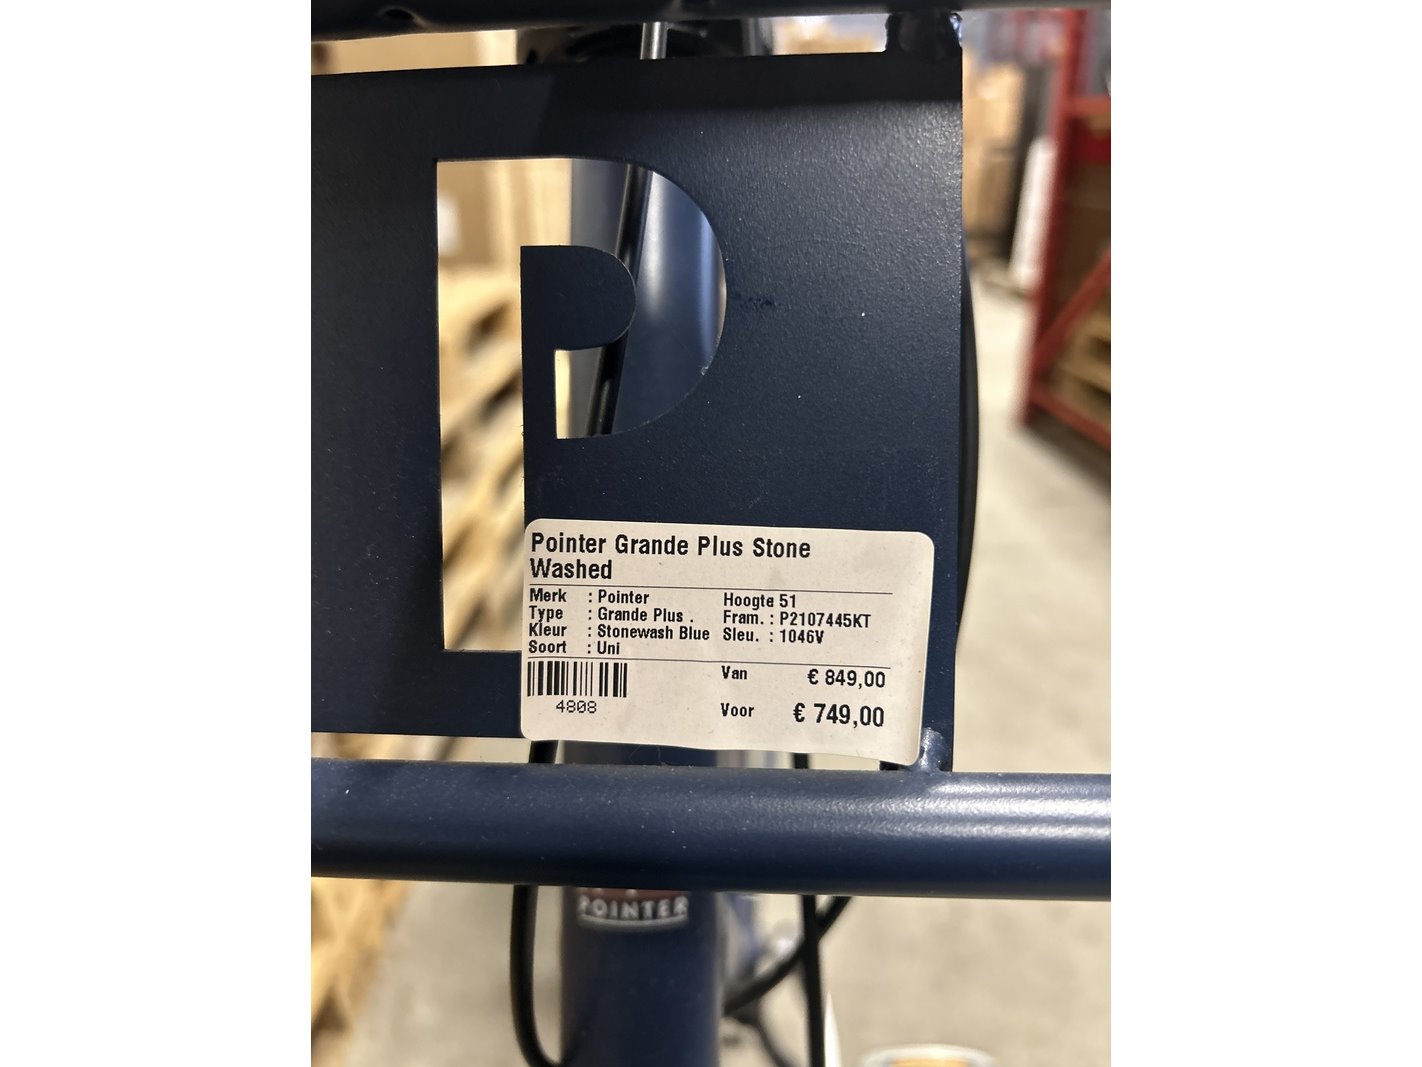 P
Pointer Grande Plus Stone
Washed
Merk : Pointer Hoogte 51
Type : Grande Plus . Fram. : P2107445KT
Kleur : Stonewash Blue Sleu. : 1046V
Soort : Uni
Van € 849,00
4808
Voor € 749,00
POINTER